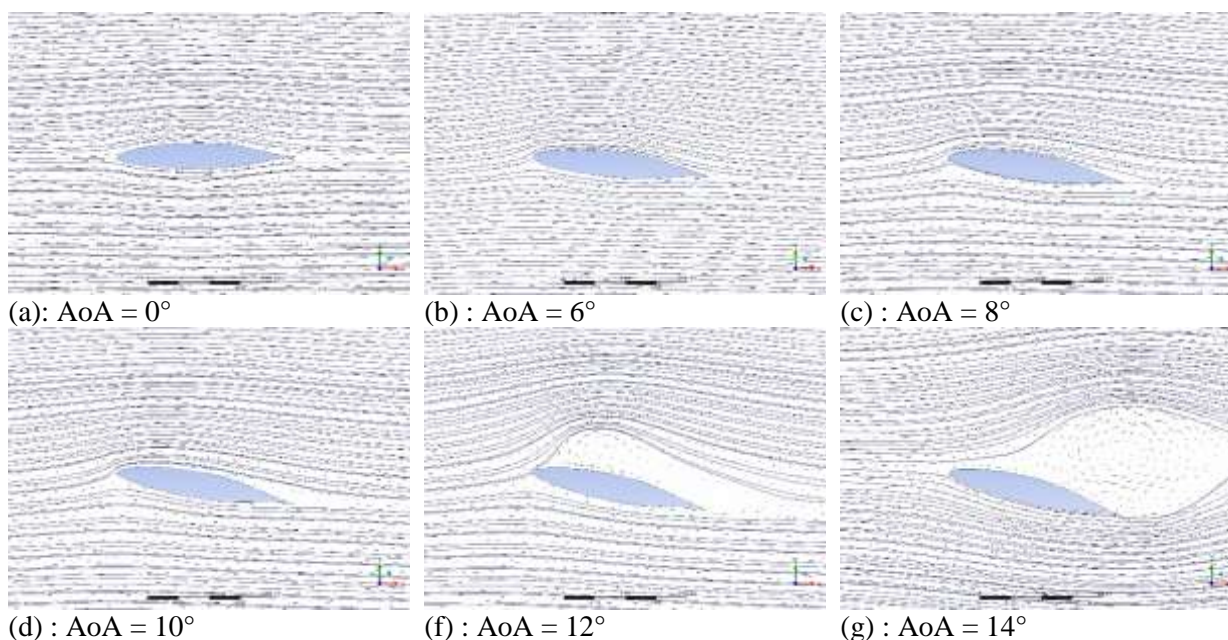 (a): AoA = 0°
(b) : AoA = 6°
(c) : AoA = 8°
(d) : AoA = 10°
(f) : AoA = 12°
(g) : AoA = 14°